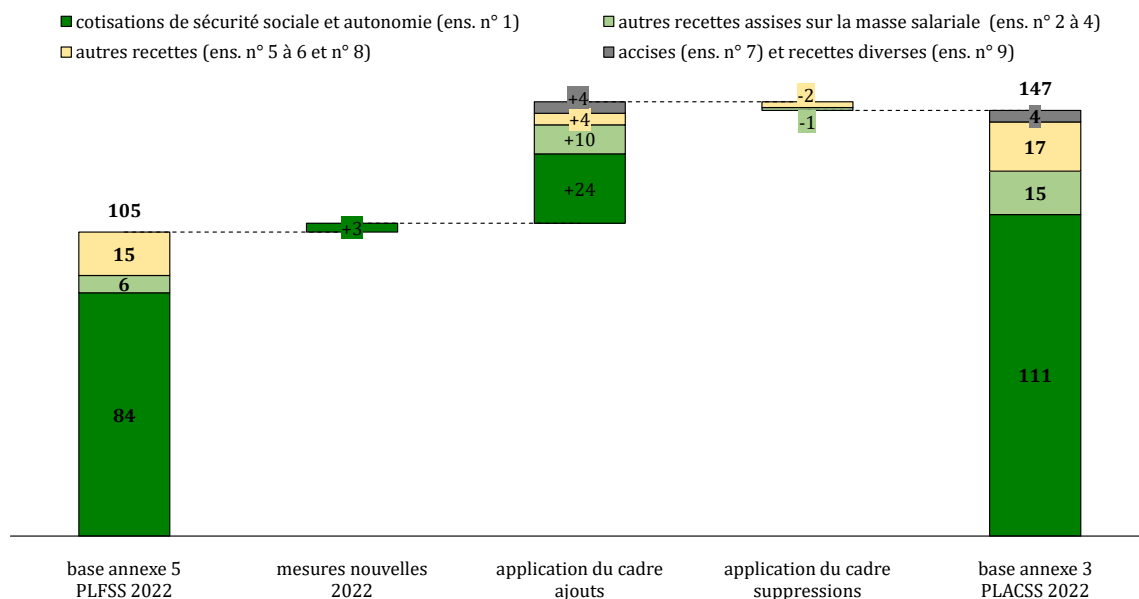 cotisations de sécurité sociale et autonomie (ens. n° 1)
autres recettes assises sur la masse salariale (ens. n° 2 à 4)
autres recettes (ens. n° 5 à 6 et n° 8)
accises (ens. n° 7) et recettes diverses (ens. n° 9)
105
15
6
84
+3
+4
+4
+10
+24
-2
-1
147
4
17
15
111
base annexe 5
PLFSS 2022
mesures nouvelles
2022
application du cadre
ajouts
application du cadre
suppressions
base annexe 3
PLACSS 2022